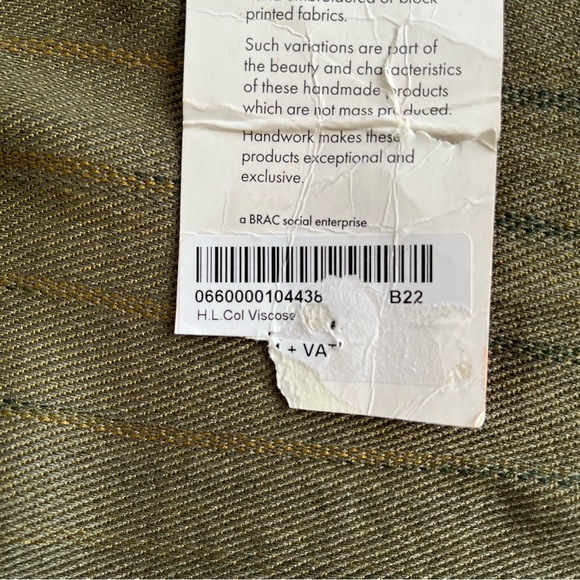 printed fabrics.
Such variations are part of
the beauty and characteristics
of these handmade products
which are not mass produced.
Handwork makes these
products exceptional and
exclusive.
a BRAC social enterprise
0660000104438 B22
H.L.Col Viscose
+ VAT